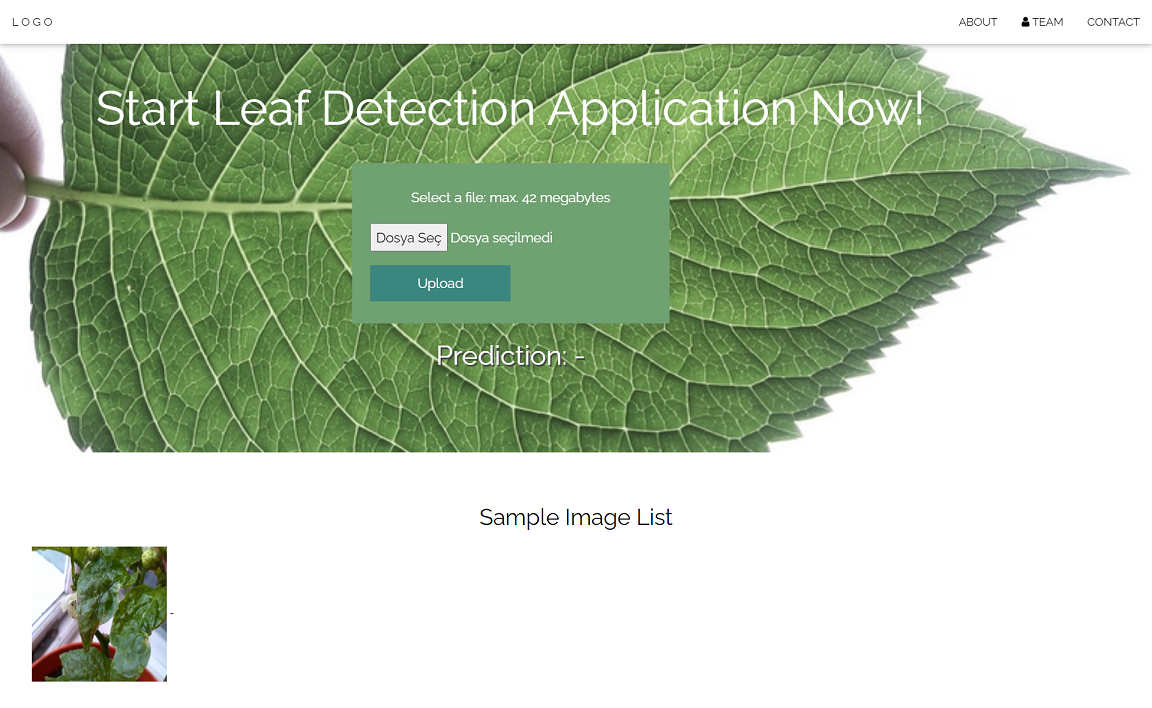 LOGO
ABOUT
TEAM
CONTACT
Start Leaf Detection Application Now!
Select a file: max. 42 megabytes
Dosya Seç Dosya seçilmedi
Upload
Prediction: -
Sample Image List
-